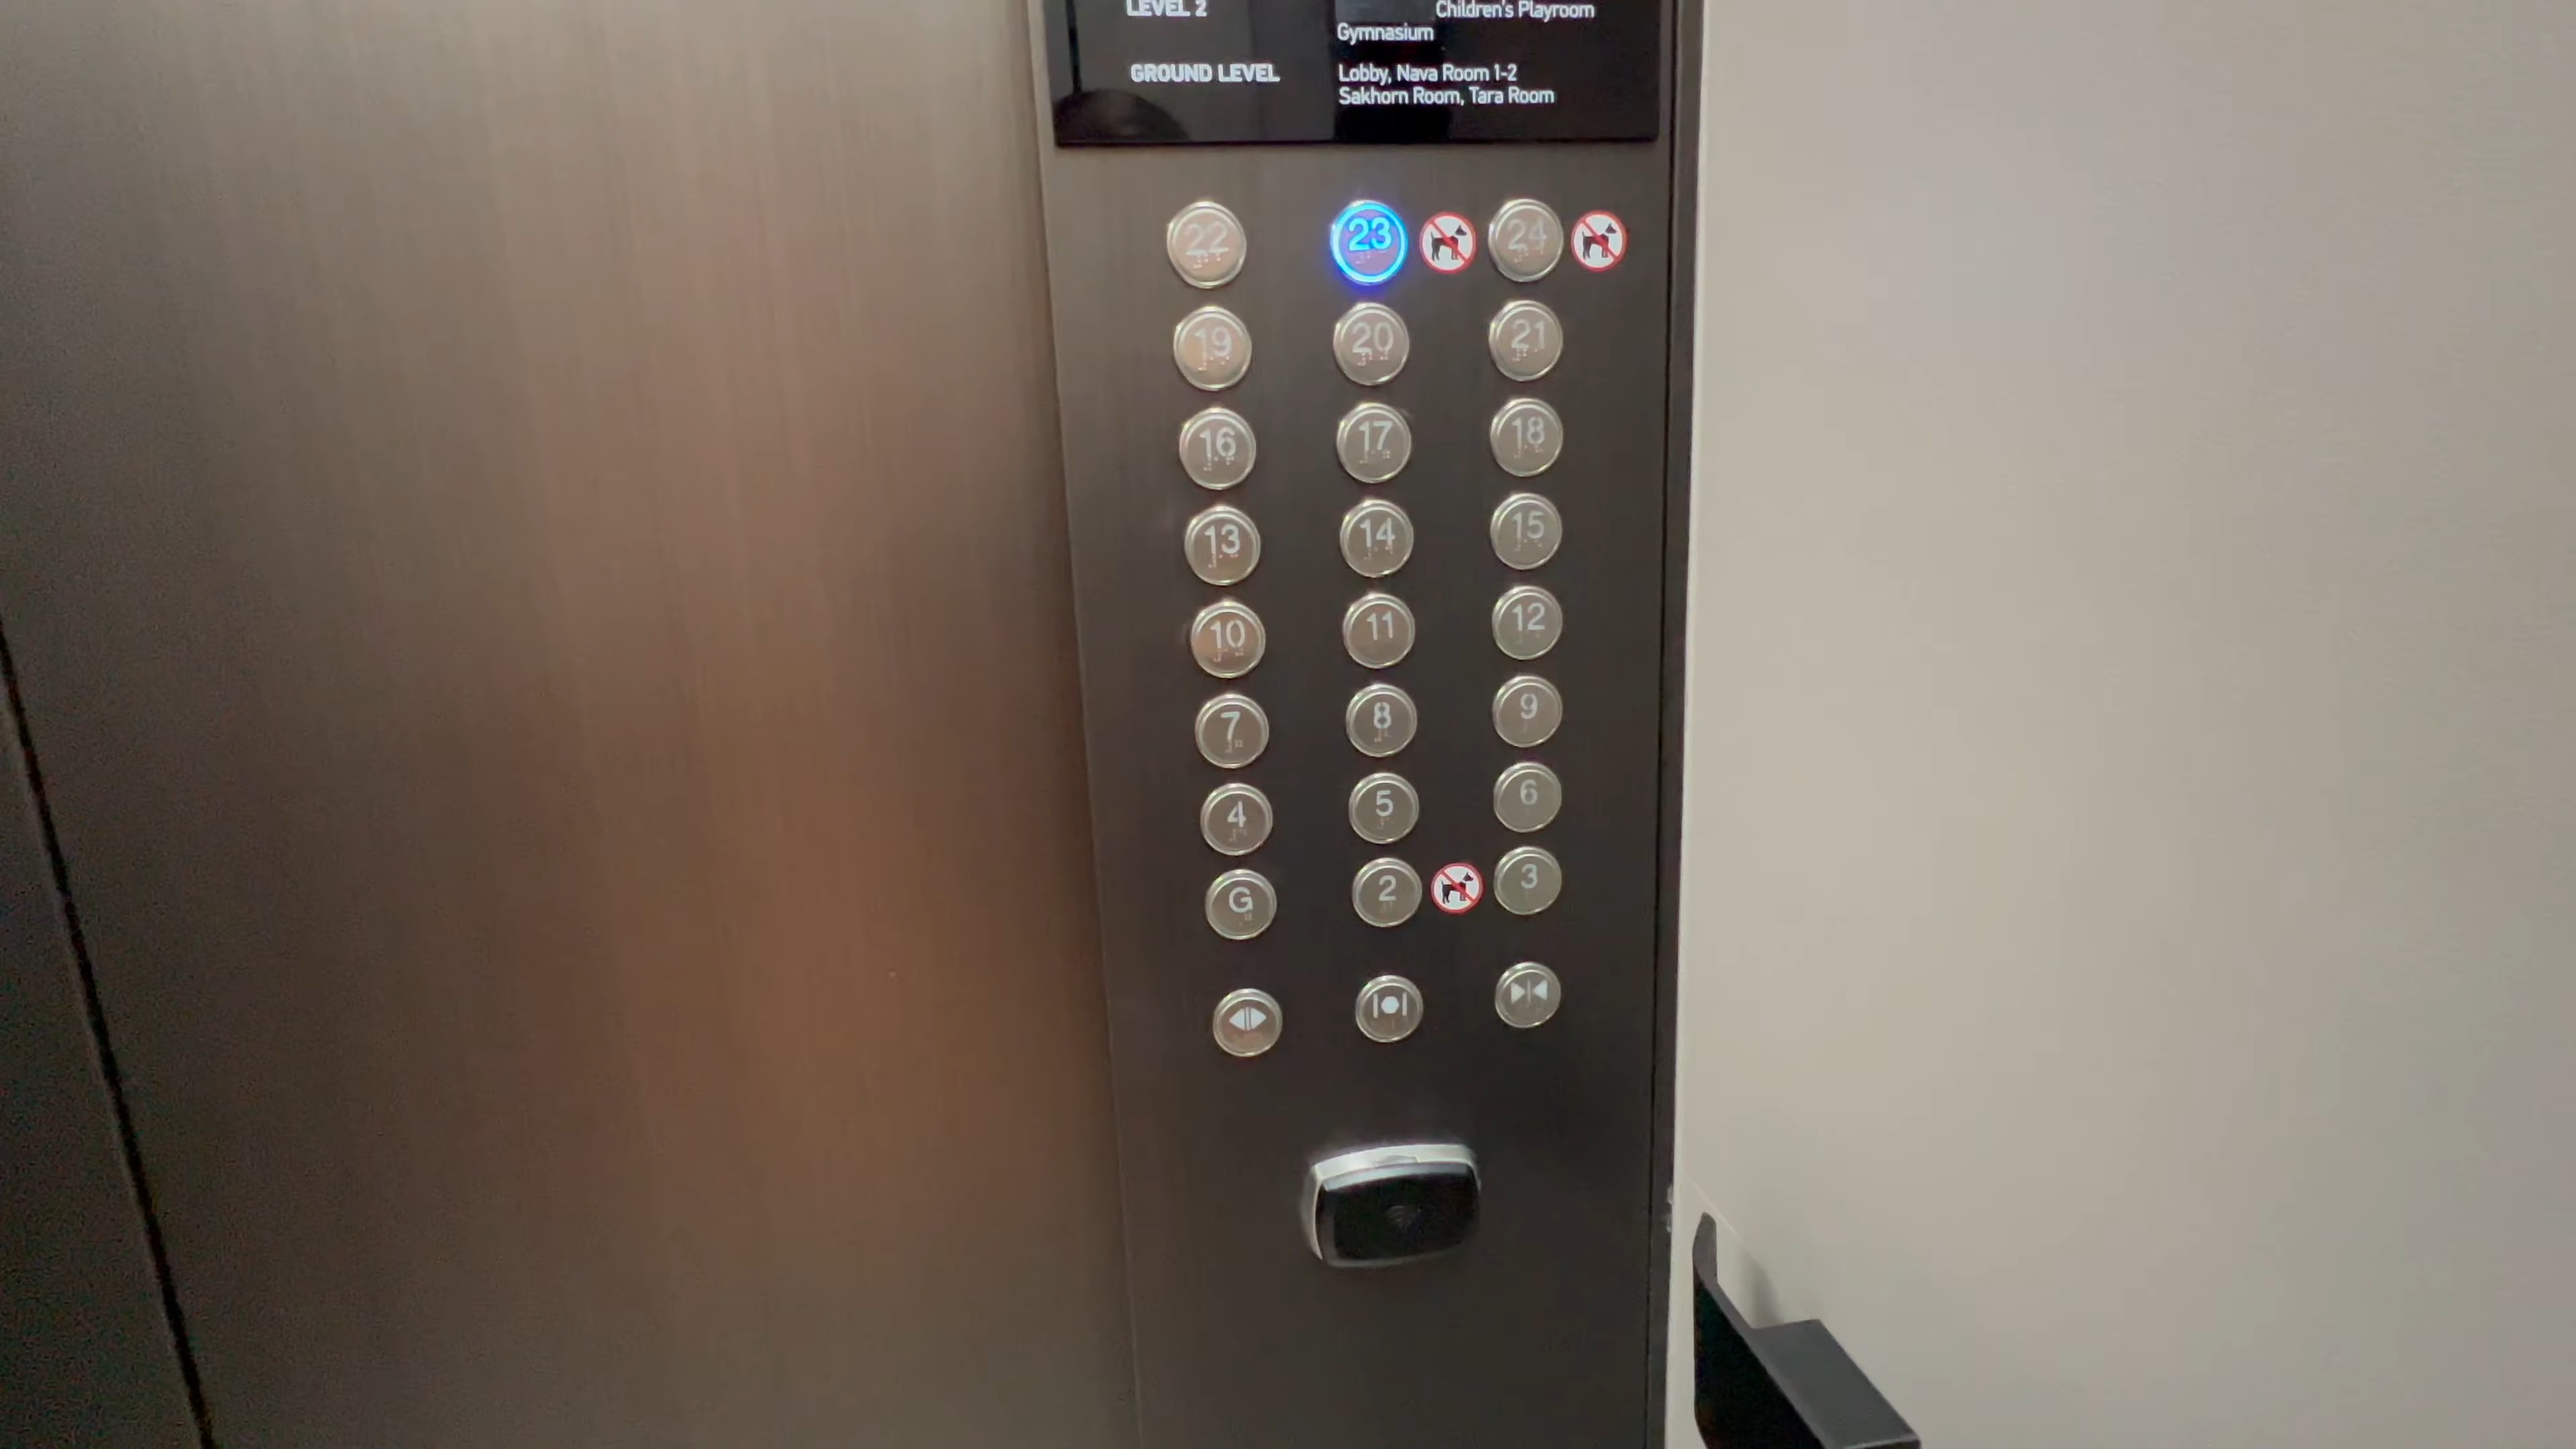 LEVEL 2 Children's Playroom
Gymnasium
GROUND LEVEL Lobby, Nava Room 1-2
Sakhorn Room, Tara Room
22 23 24
19 20 21
16 17 18
13 14 15
10 11 12
7 8 9
4 5 6
G 2 3